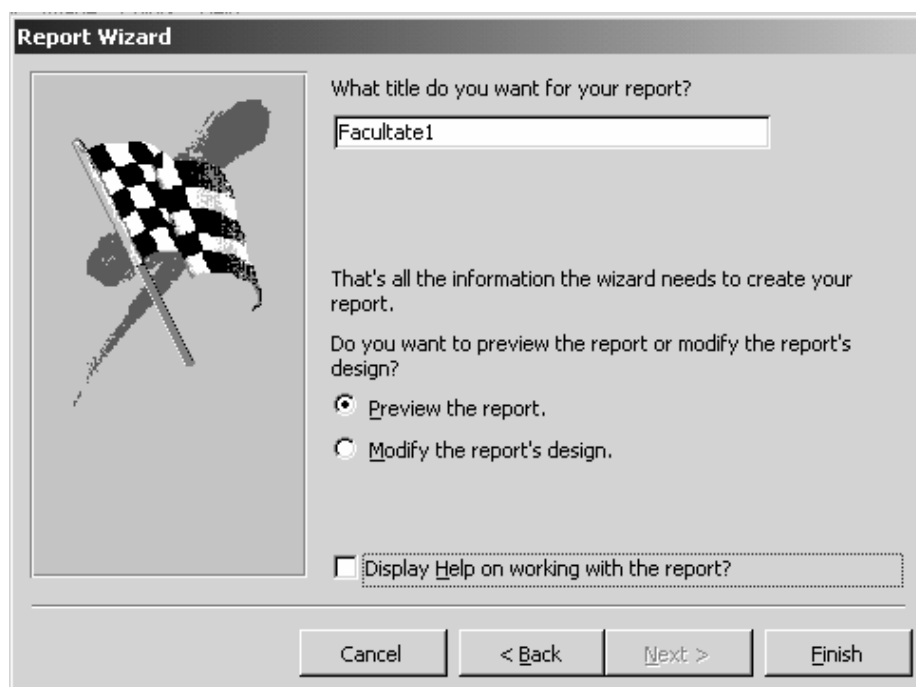 Report Wizard
What title do you want for your report?
Facultate1
That's all the information the wizard needs to create your
report.
Do you want to preview the report or modify the report's
design?
Preview the report.
Modify the report's design.
Display Help on working with the report?
Cancel
< Back
Next >
Finish